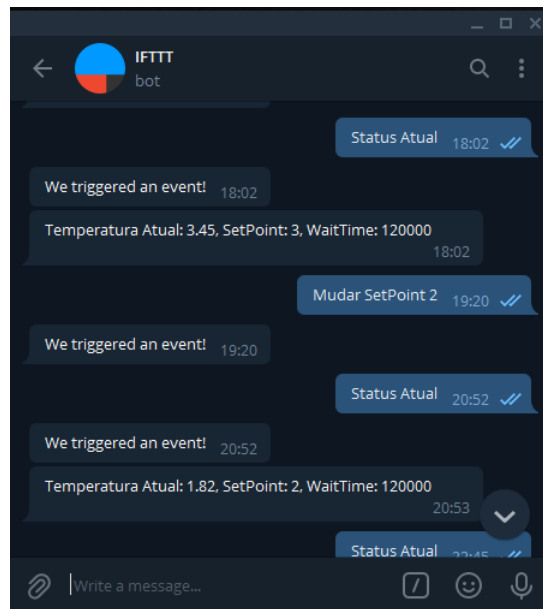 IFTTT
bot
Status Atual 18:02
We triggered an event! 18:02
Temperatura Atual: 3.45, SetPoint: 3, WaitTime: 120000
18:02
Mudar SetPoint 2 19:20
We triggered an event! 19:20
Status Atual 20:52
We triggered an event! 20:52
Temperatura Atual: 1.82, SetPoint: 2, WaitTime: 120000
20:53
Status Atual
Write a message...